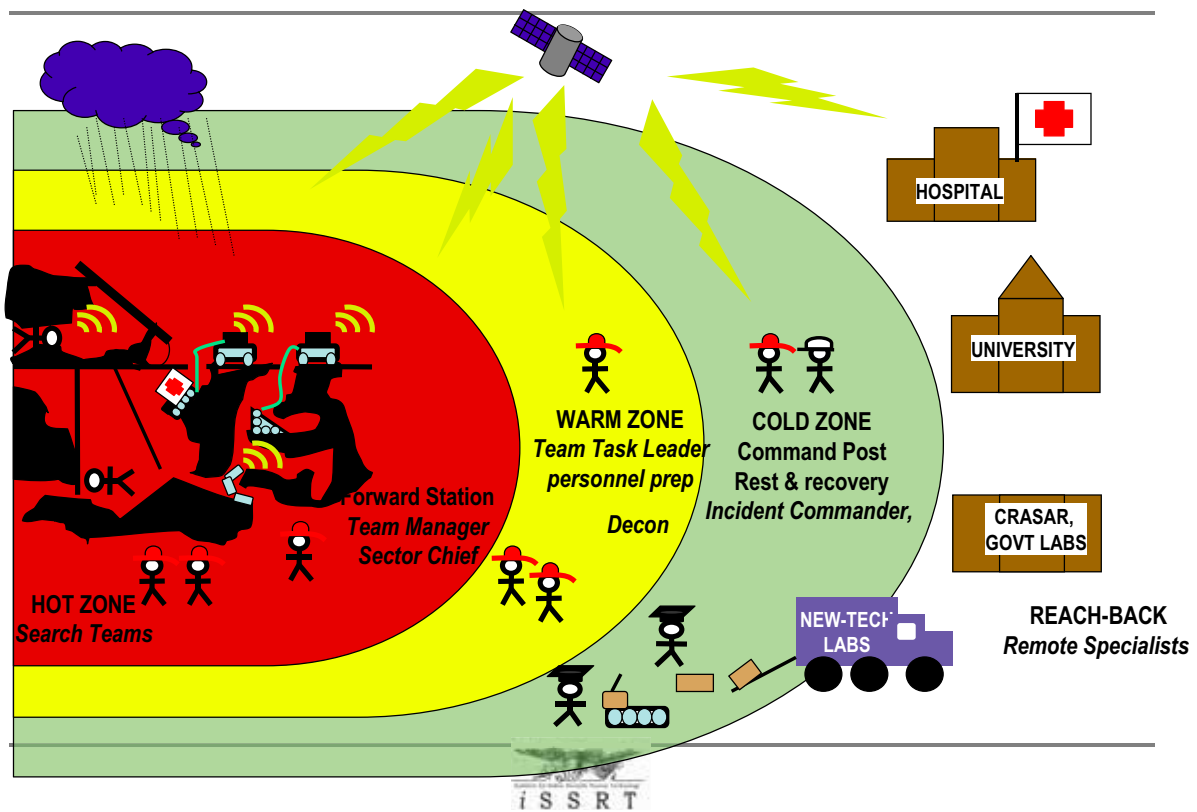 HOSPITAL
UNIVERSITY
WARM ZONE
Team Task Leader
personnel prep
Decon
COLD ZONE
Command Post
Rest & recovery
Incident Commander,
Forward Station
Team Manager
Sector Chief
CRASAR,
GOVT LABS
HOT ZONE
Search Teams
NEW-TECH
LABS
REACH-BACK
Remote Specialists
i S S R T